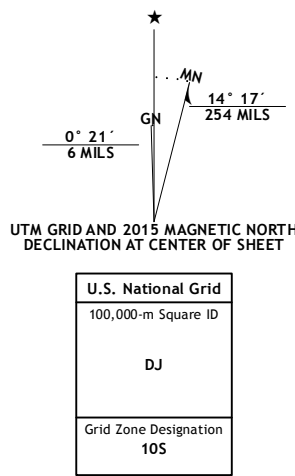 ★
MN
GN
14° 17´
254 MILS
0° 21´
6 MILS
UTM GRID AND 2015 MAGNETIC NORTH
DECLINATION AT CENTER OF SHEET
U.S. National Grid
100,000-m Square ID
DJ
Grid Zone Designation
10S